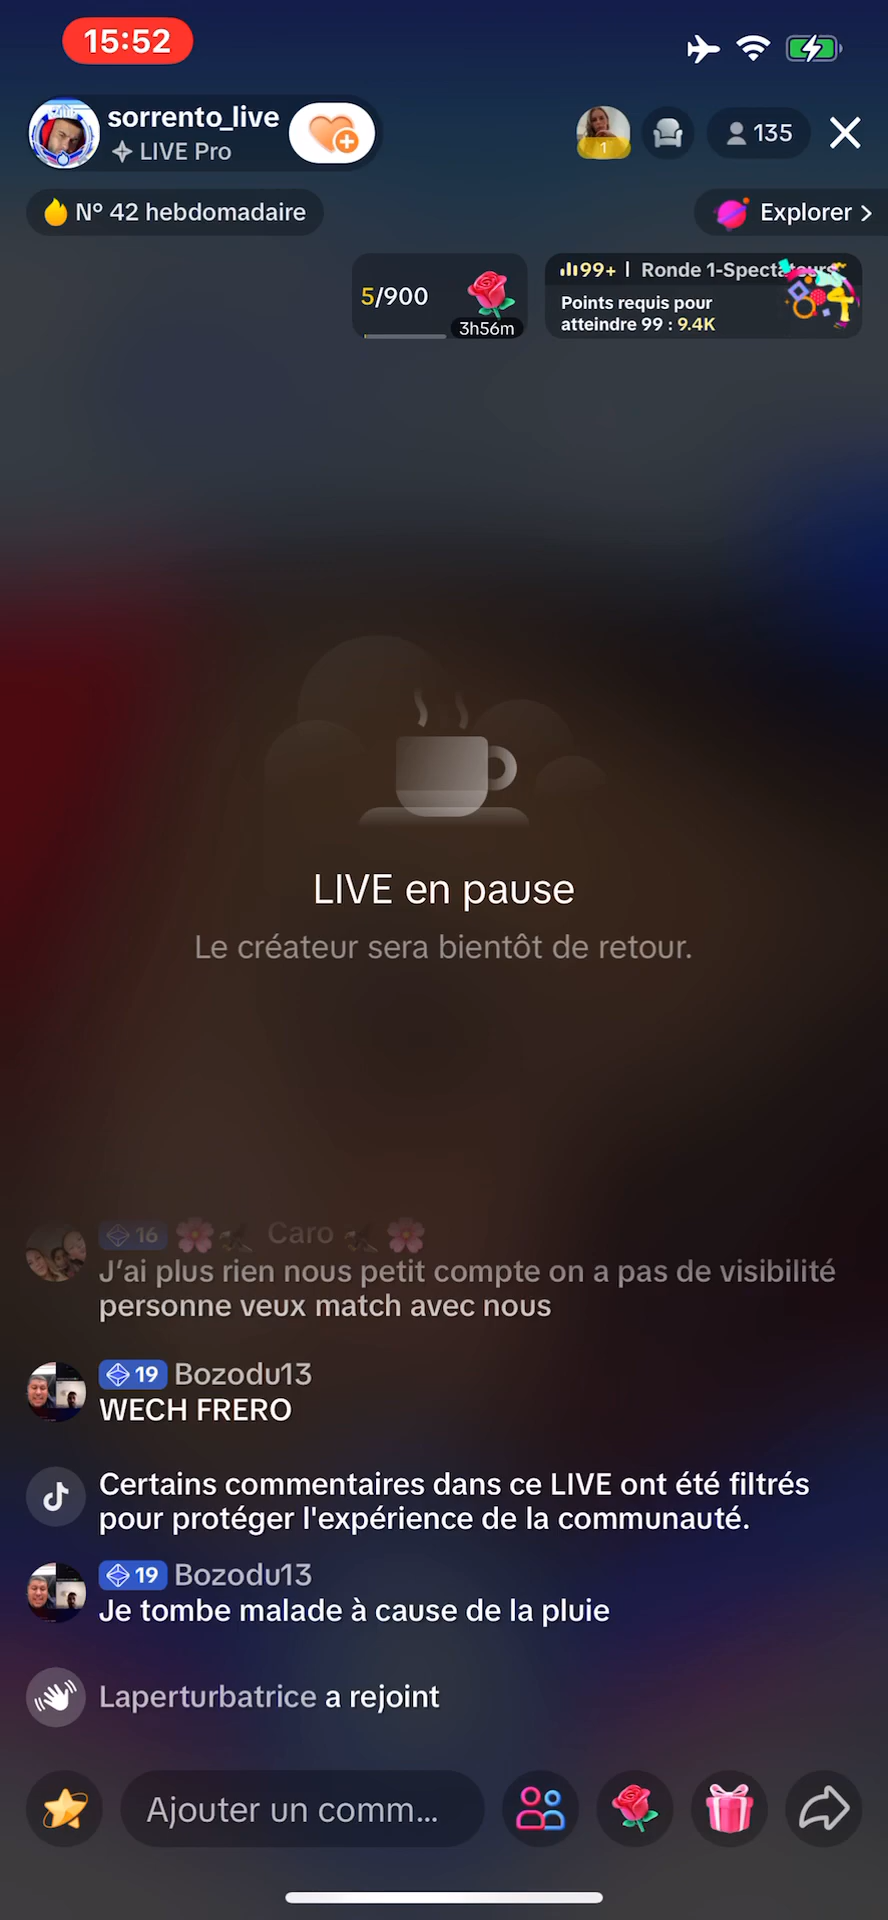 15:52
sorrento_live
LIVE Pro
1
135
N° 42 hebdomadaire
Explorer
5/900
3h56m
99+ | Ronde 1-Spectateurs
Points requis pour
atteindre 99 : 9.4K
LIVE en pause
Le créateur sera bientôt de retour.
16 Caro
J'ai plus rien nous petit compte on a pas de visibilité
personne veux match avec nous
19 Bozodu13
WECH FRERO
Certains commentaires dans ce LIVE ont été filtrés
pour protéger l'expérience de la communauté.
19 Bozodu13
Je tombe malade à cause de la pluie
Laperturbatrice a rejoint
Ajouter un comm...